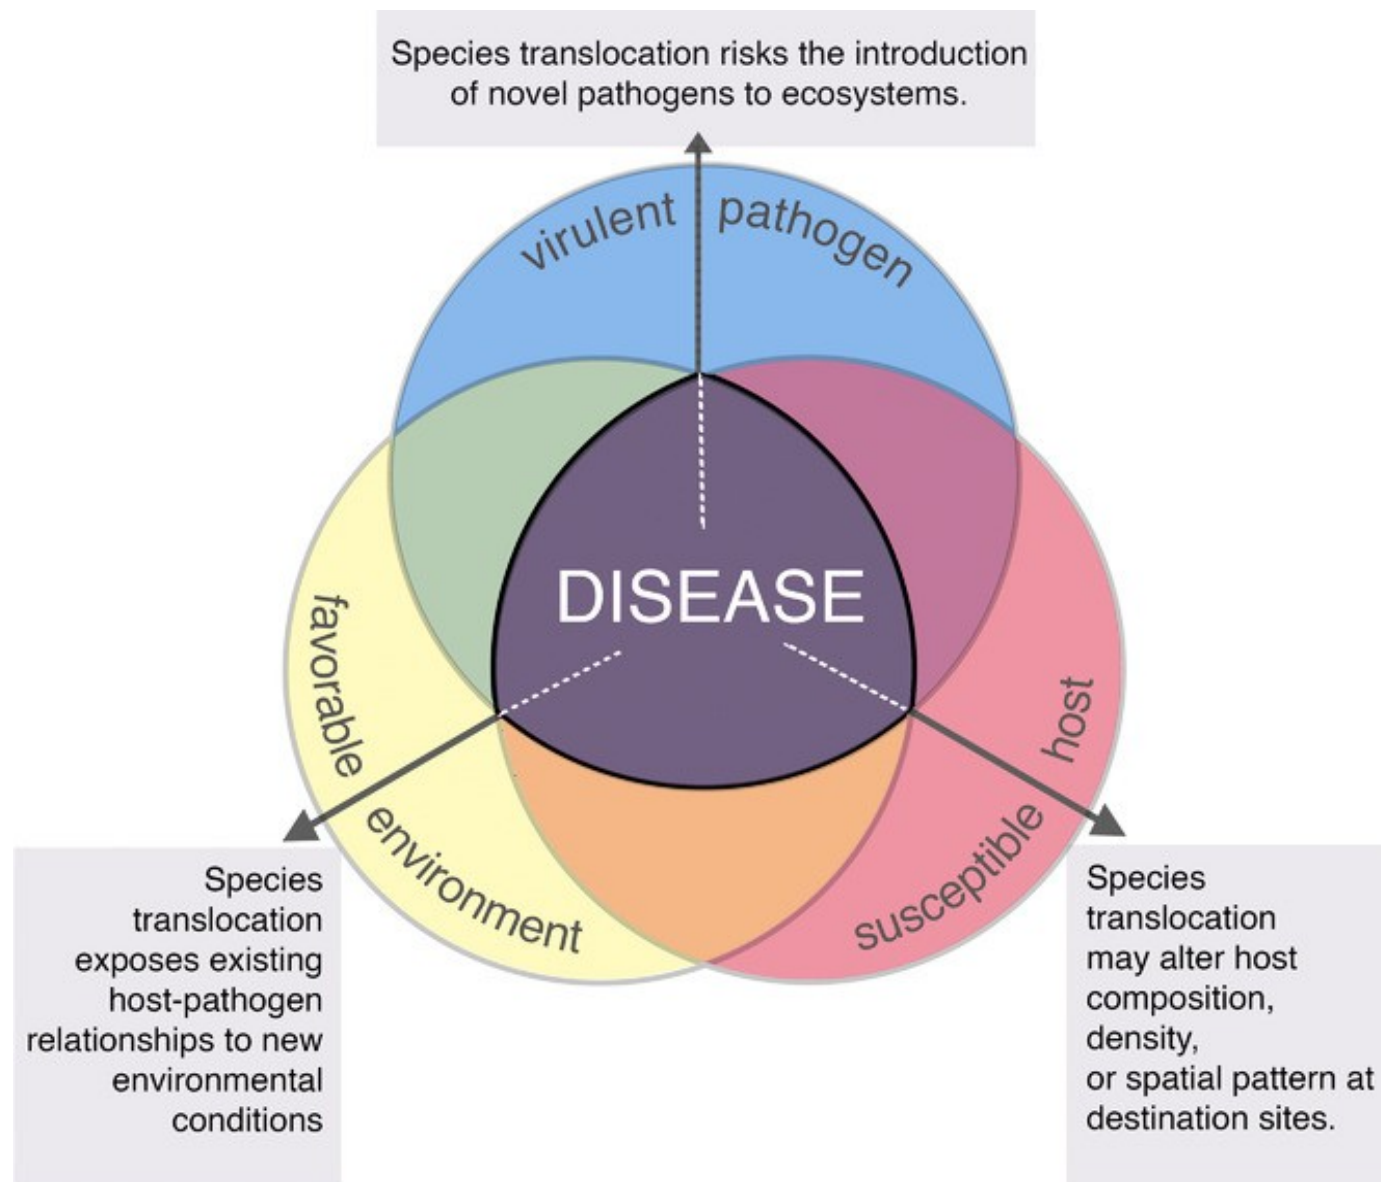 Species translocation risks the introduction
of novel pathogens to ecosystems.
virulent pathogen
DISEASE
favorable environment
susceptible host
Species
translocation
exposes existing
host-pathogen
relationships to new
environmental
conditions
Species
translocation
may alter host
composition,
density,
or spatial pattern at
destination sites.